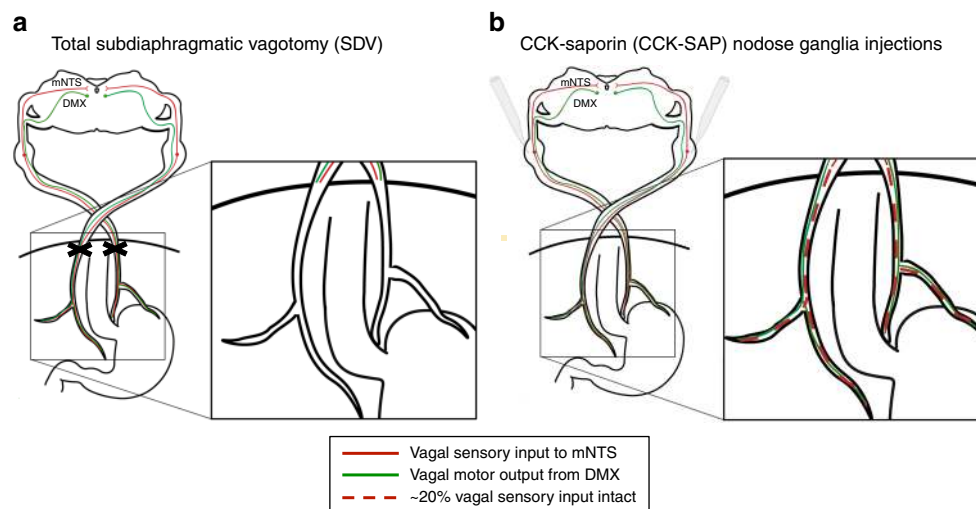 a
Total subdiaphragmatic vagotomy (SDV)
mNTS
DMX
b
CCK-saporin (CCK-SAP) nodose ganglia injections
mNTS
DMX
Vagal sensory input to mNTS
Vagal motor output from DMX
~20% vagal sensory input intact